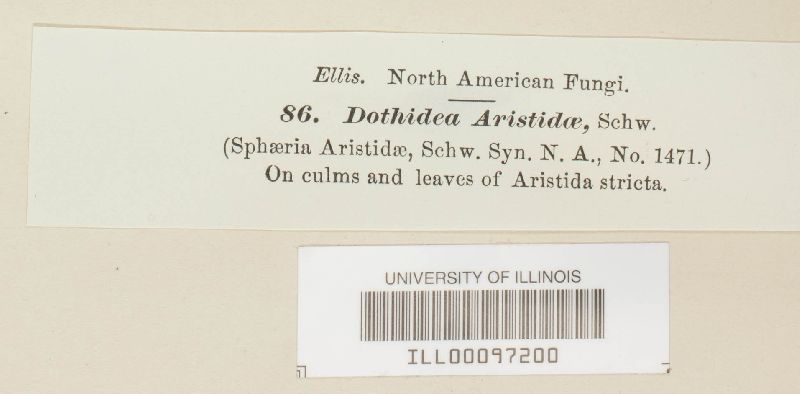 Ellis. North American Fungi.
86. Dothidea Aristidæ, Schw.
(Sphæria Aristidæ, Schw. Syn. N. A., No. 1471.)
On culms and leaves of Aristida stricta.
UNIVERSITY OF ILLINOIS
ILL00097200